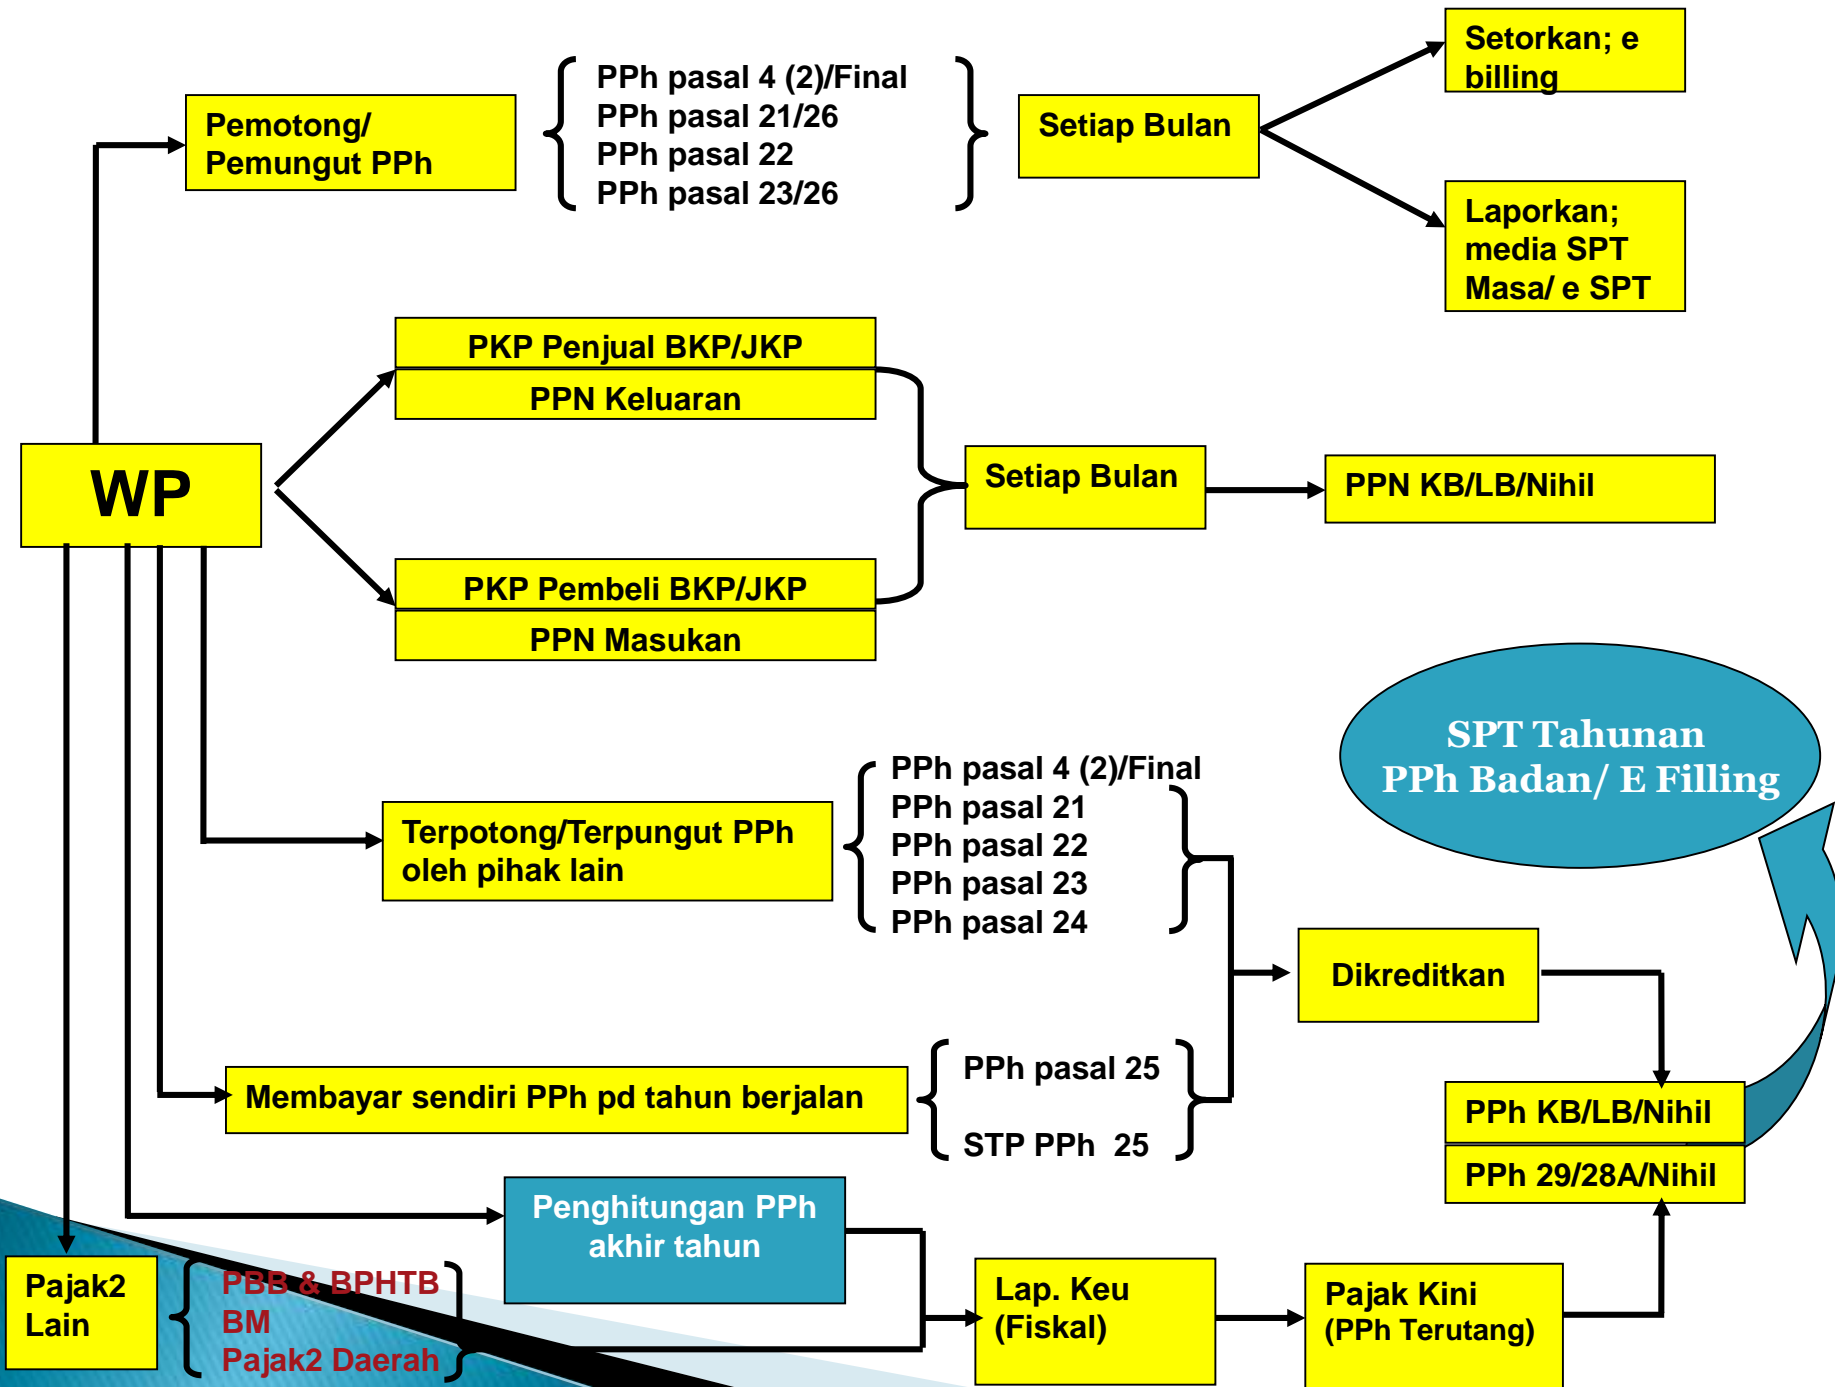 Pemotong/
Pemungut PPh
PPh pasal 4 (2)/Final
PPh pasal 21/26
PPh pasal 22
PPh pasal 23/26
Setiap Bulan
Setorkan; e
billing
Laporkan;
media SPT
Masa/ e SPT
WP
PKP Penjual BKP/JKP
PPN Keluaran
PKP Pembeli BKP/JKP
PPN Masukan
Setiap Bulan
PPN KB/LB/Nihil
SPT Tahunan
PPh Badan/ E Filling
Terpotong/Terpungut PPh
oleh pihak lain
PPh pasal 4 (2)/Final
PPh pasal 21
PPh pasal 22
PPh pasal 23
PPh pasal 24
Dikreditkan
Membayar sendiri PPh pd tahun berjalan
PPh pasal 25
STP PPh  25
PPh KB/LB/Nihil
PPh 29/28A/Nihil
Penghitungan PPh
akhir tahun
Pajak2
Lain
PBB & BPHTB
BM
Pajak2 Daerah
Lap. Keu
(Fiskal)
Pajak Kini
(PPh Terutang)